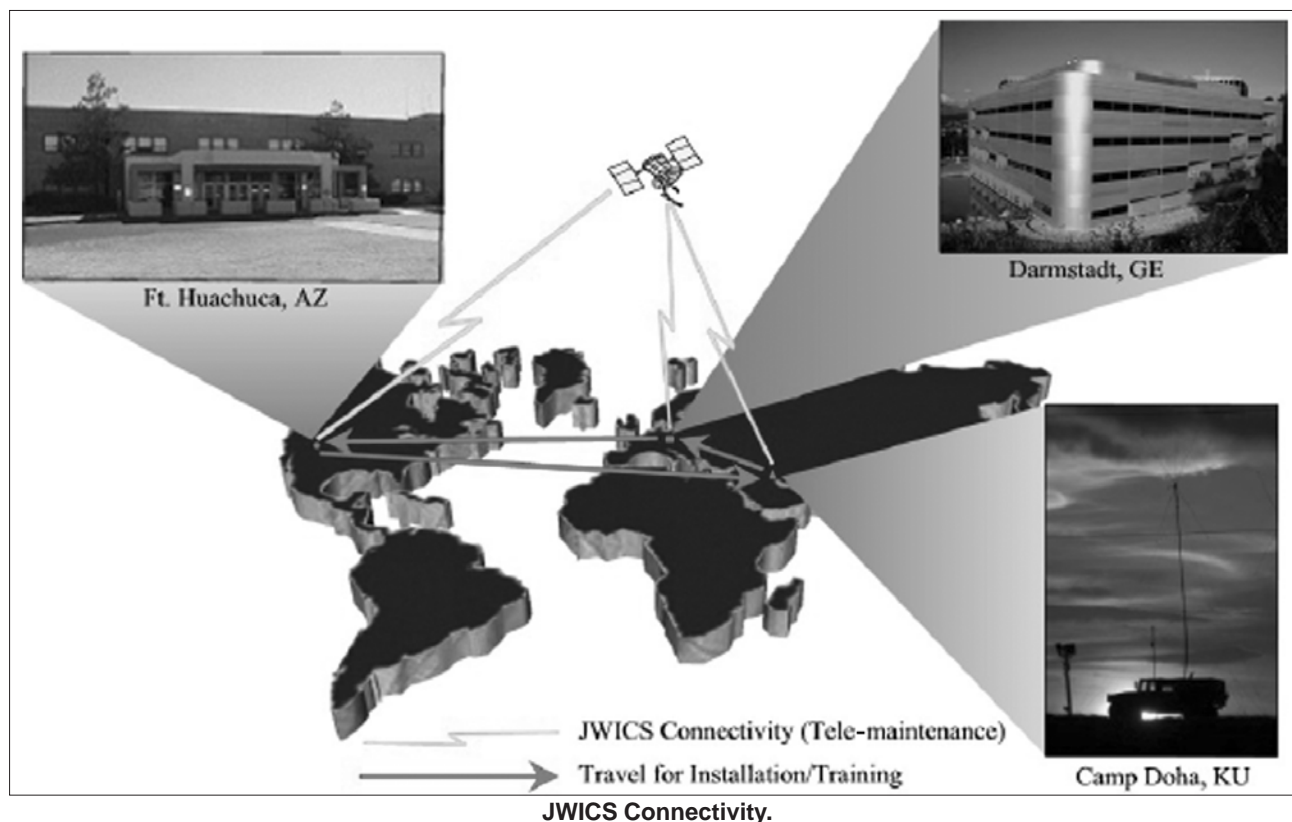 Ft. Huachuca, AZ
Darmstadt, GE
JWICS Connectivity (Tele-maintenance)
Travel for Installation/Training
Camp Doha, KU
JWICS Connectivity.